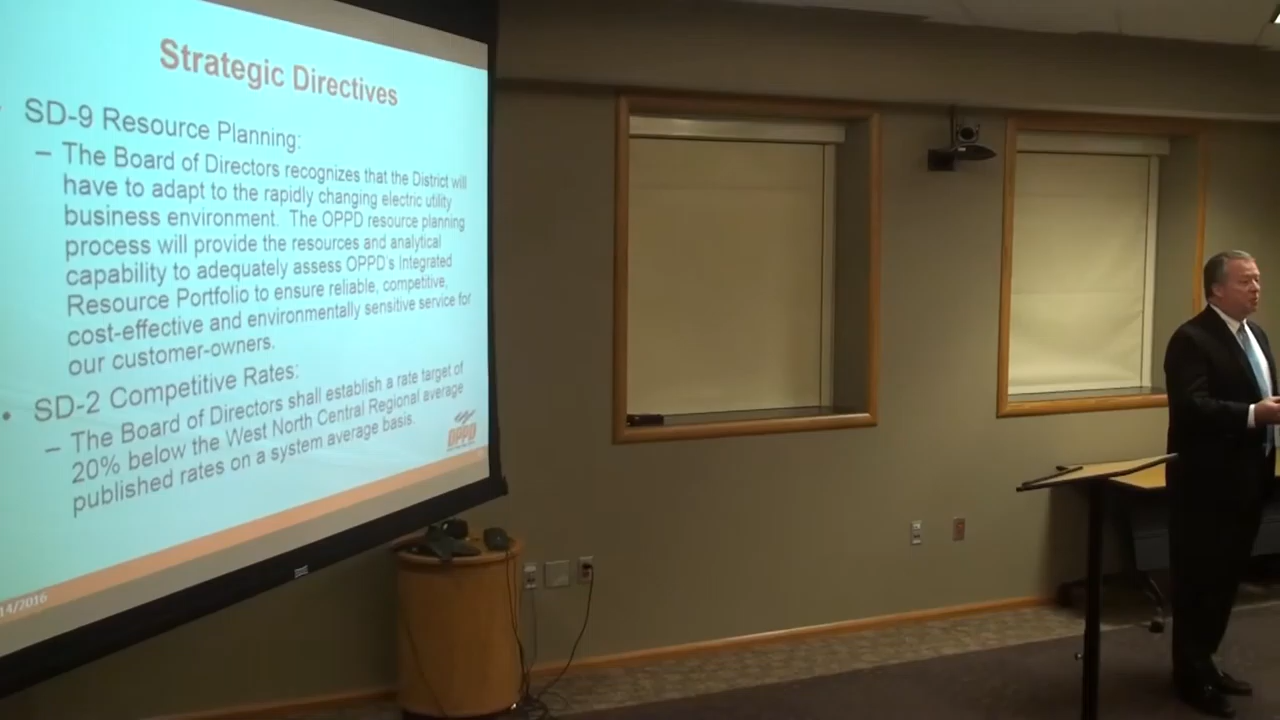 Strategic Directives
• SD-9 Resource Planning:
– The Board of Directors recognizes that the District will
have to adapt to the rapidly changing electric utility
business environment. The OPPD resource planning
process will provide the resources and analytical
capability to adequately assess OPPD's Integrated
Resource Portfolio to ensure reliable, competitive,
cost-effective and environmentally sensitive service for
our customer-owners.
• SD-2 Competitive Rates:
– The Board of Directors shall establish a rate target of
20% below the West North Central Regional average
published rates on a system average basis.
OPPD
14/2016